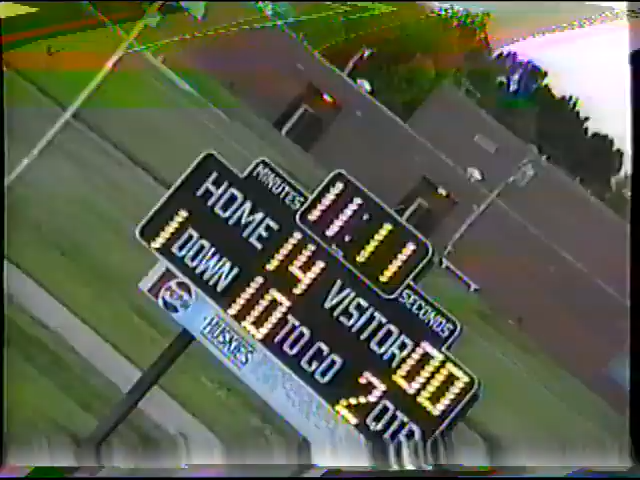 MINUTES 11:11 SECONDS
HOME 14 VISITOR 00
1 DOWN 10 TO GO 2 QTR
HUSKIES